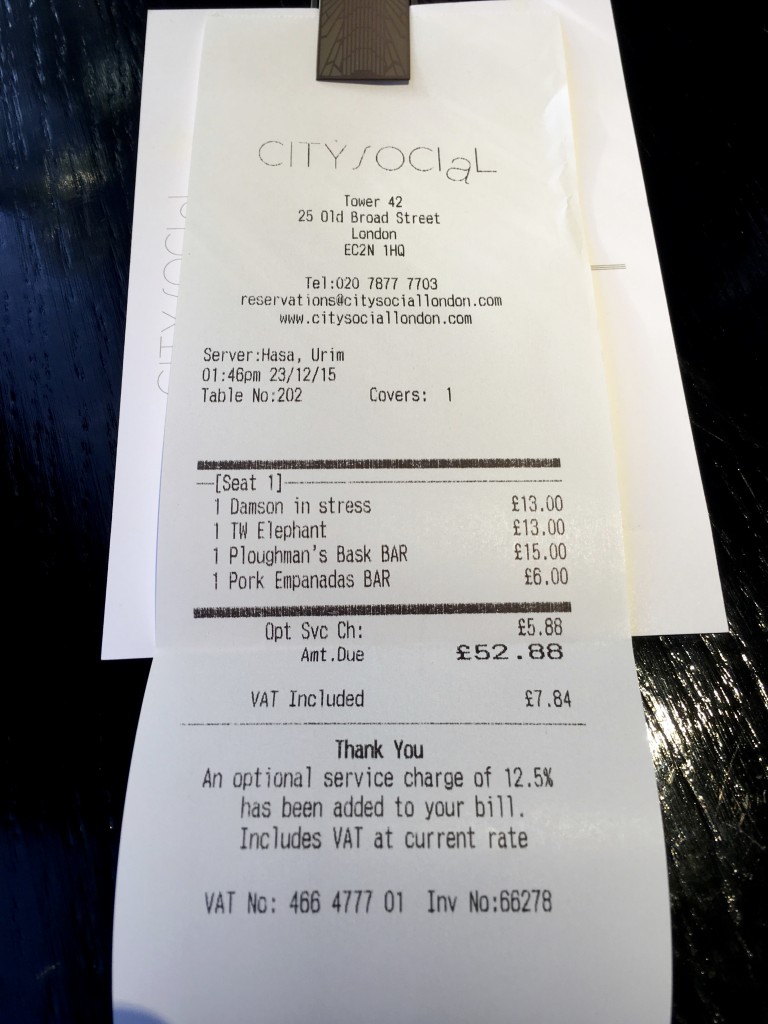 CITY SOCIAL
Tower 42
25 Old Broad Street
London
EC2N 1HQ
Tel:020 7877 7703
reservations@citysociallondon.com
www.citysociallondon.com
Server:Hasa, Urim
01:46pm 23/12/15
Table No:202 Covers: 1
[Seat 1]
1 Damson in stress £13.00
1 TW Elephant £13.00
1 Ploughman's Bask BAR £15.00
1 Pork Empanadas BAR £6.00
Opt Svc Ch: £5.88
Amt.Due £52.88
VAT Included £7.84
Thank You
An optional service charge of 12.5%
has been added to your bill.
Includes VAT at current rate
VAT No: 466 4777 01 Inv No:66278
CITY SOCIAL